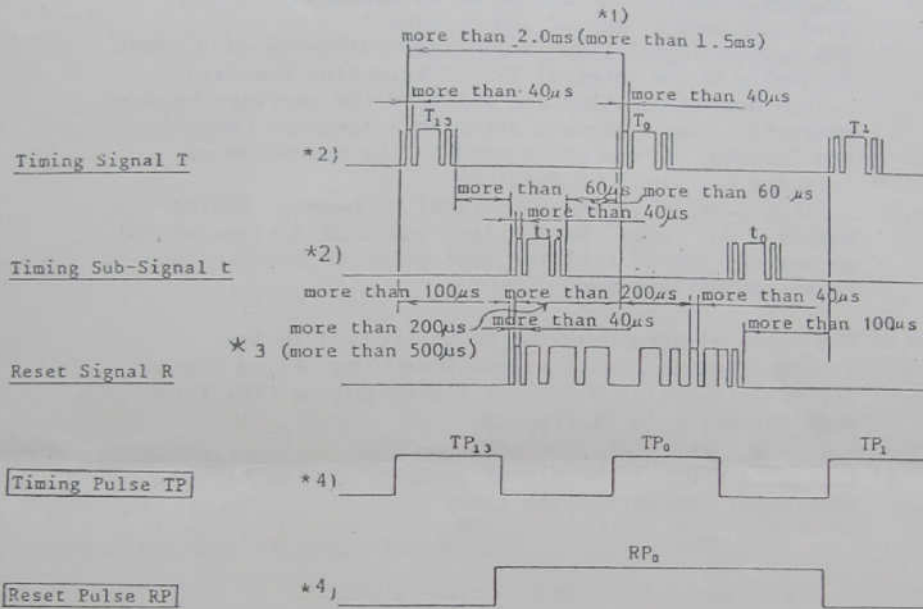 *1)
more than 2.0ms(more than 1.5ms)
more than 40µs more than 40µs
T13 T0 T1
Timing Signal T *2)
more than 60µs more than 60 µs
more than 40µs
t13 t0
Timing Sub-Signal t *2)
more than 100µs more than 200µs more than 40µs
more than 200µs more than 40µs more than 100µs
*3 (more than 500µs)
Reset Signal R
TP13 TP0 TP1
Timing Pulse TP *4)
RP0
Reset Pulse RP *4)